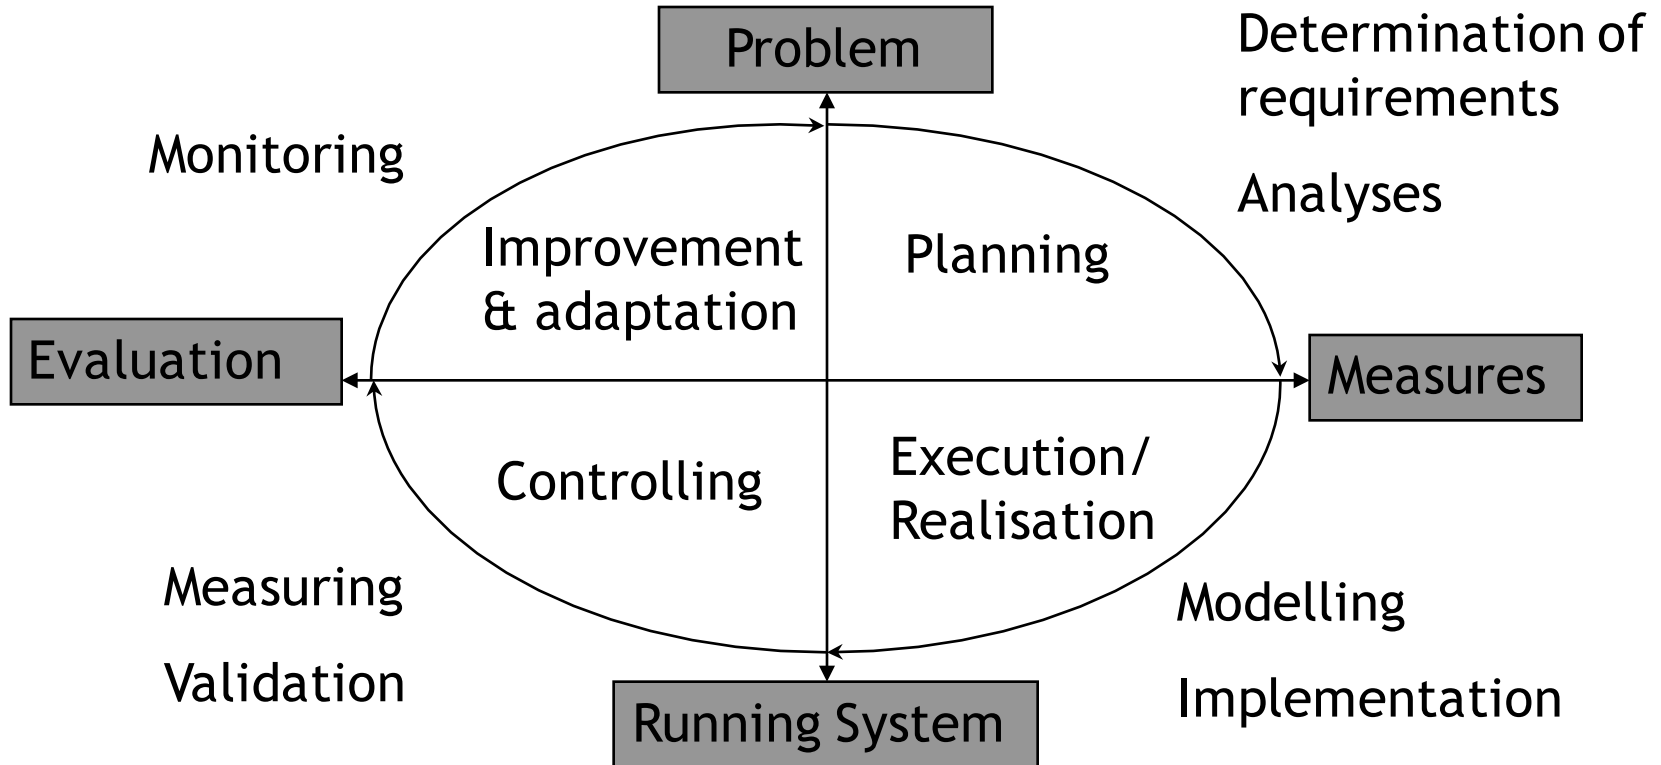 Problem
Determination of
requirements
Monitoring
Analyses
Improvement
& adaptation
Planning
Evaluation
Measures
Controlling
Execution/
Realisation
Measuring
Modelling
Validation
Implementation
Running System